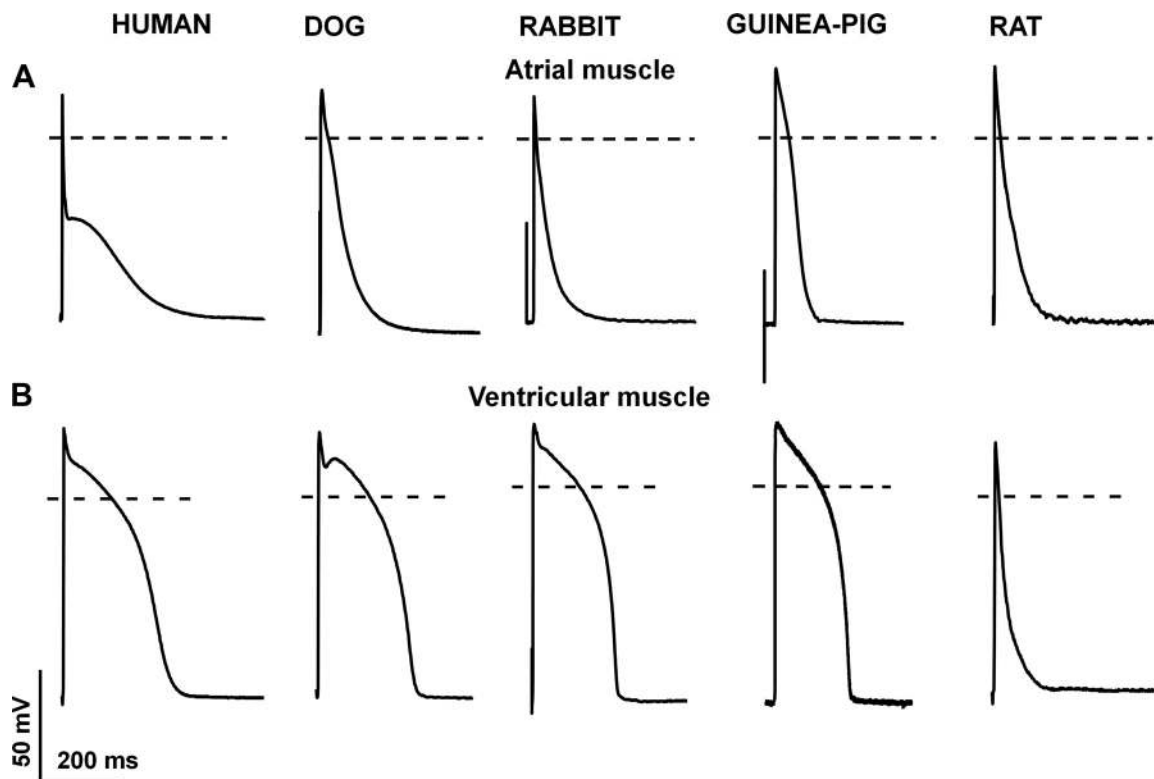 HUMAN DOG RABBIT GUINEA-PIG RAT
A Atrial muscle
B Ventricular muscle
50 mV
200 ms